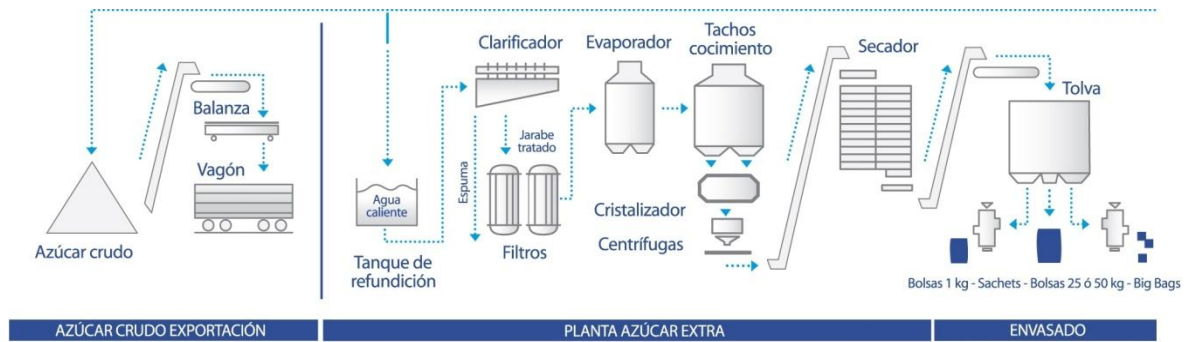 Azúcar crudo
Balanza
Vagón
Agua
caliente
Tanque de
refundición
Clarificador
Espuma
Jarabe
tratado
Filtros
Evaporador
Tachos
cocimiento
Cristalizador
Centrífugas
Secador
Tolva
Bolsas 1 kg - Sachets - Bolsas 25 ó 50 kg - Big Bags
AZÚCAR CRUDO EXPORTACIÓN
PLANTA AZÚCAR EXTRA
ENVASADO